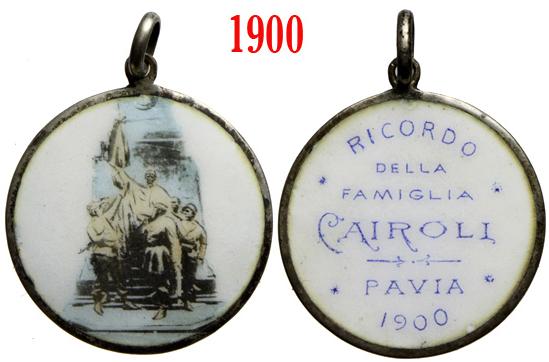 1900
RICORDO
DELLA
FAMIGLIA
CAIROLI
PAVIA
1900